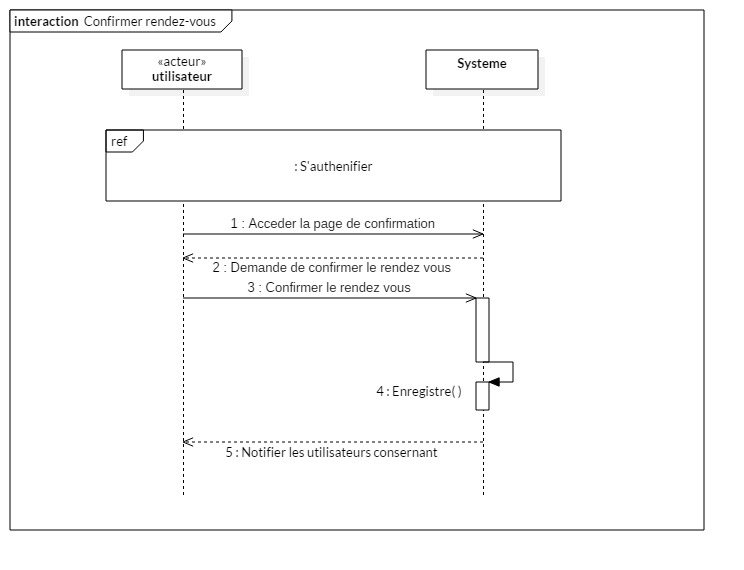 interaction Confirmer rendez-vous
«acteur»
utilisateur
Systeme
ref
: S'authenifier
1 : Acceder la page de confirmation
2 : Demande de confirmer le rendez vous
3 : Confirmer le rendez vous
4 : Enregistre( )
5 : Notifier les utilisateurs consernant